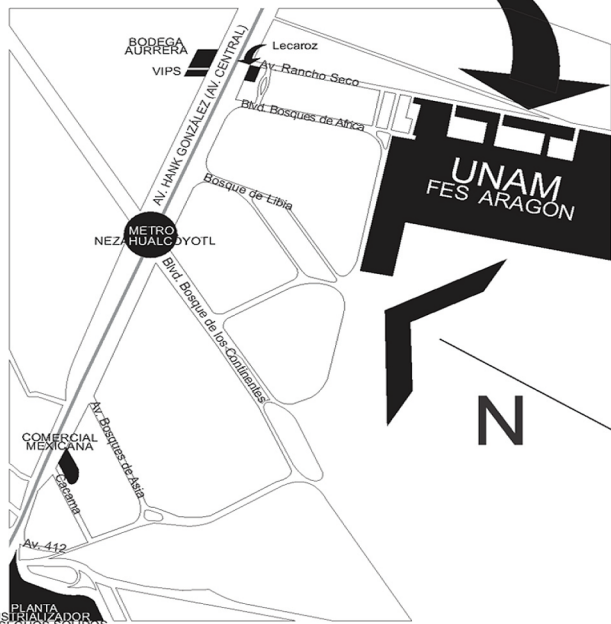 BODEGA
AURRERA
VIPS
Lecaroz
Av. Rancho Seco
AV. HANK GONZÁLEZ (AV. CENTRAL)
Blvd. Bosques de Africa
UNAM
FES ARAGÓN
Bosque de Libia
METRO
NEZAHUALCOYOTL
Blvd. Bosque de los Continentes
N
Av. Bosques de Asia
COMERCIAL
MEXICANA
Cacama
Av. 412
PLANTA
STRIALIZADOR